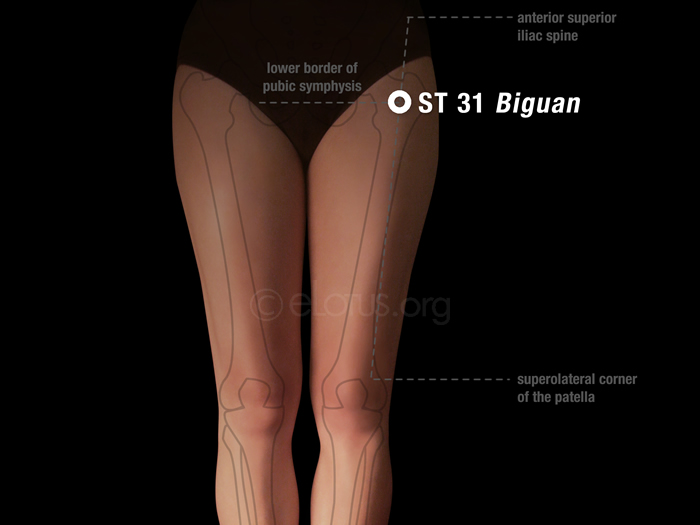 anterior superior
iliac spine
lower border of
pubic symphysis
ST 31 Biguan
© eLotus.org
superolateral corner
of the patella